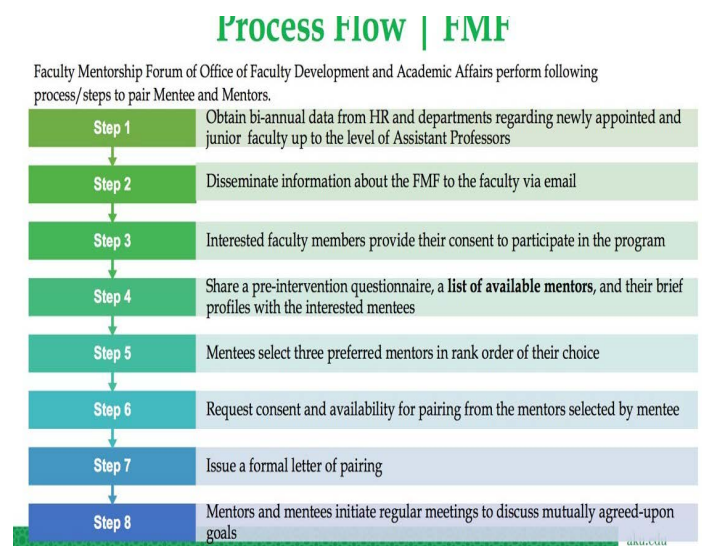 Process Flow | FMF
Faculty Mentorship Forum of Office of Faculty Development and Academic Affairs perform following
process/steps to pair Mentee and Mentors.
Step 1
Obtain bi-annual data from HR and departments regarding newly appointed and
junior faculty up to the level of Assistant Professors
Step 2
Disseminate information about the FMF to the faculty via email
Step 3
Interested faculty members provide their consent to participate in the program
Step 4
Share a pre-intervention questionnaire, a list of available mentors, and their brief
profiles with the interested mentees
Step 5
Mentees select three preferred mentors in rank order of their choice
Step 6
Request consent and availability for pairing from the mentors selected by mentee
Step 7
Issue a formal letter of pairing
Step 8
Mentors and mentees initiate regular meetings to discuss mutually agreed-upon
goals
aku.edu